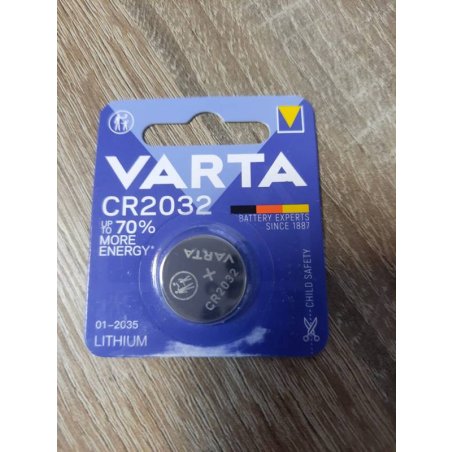 VARTA
CR2032
UP TO 70%
MORE
ENERGY*
BATTERY EXPERTS
SINCE 1887
VARTA
CR2032
CHILD SAFETY
01-2035
LITHIUM